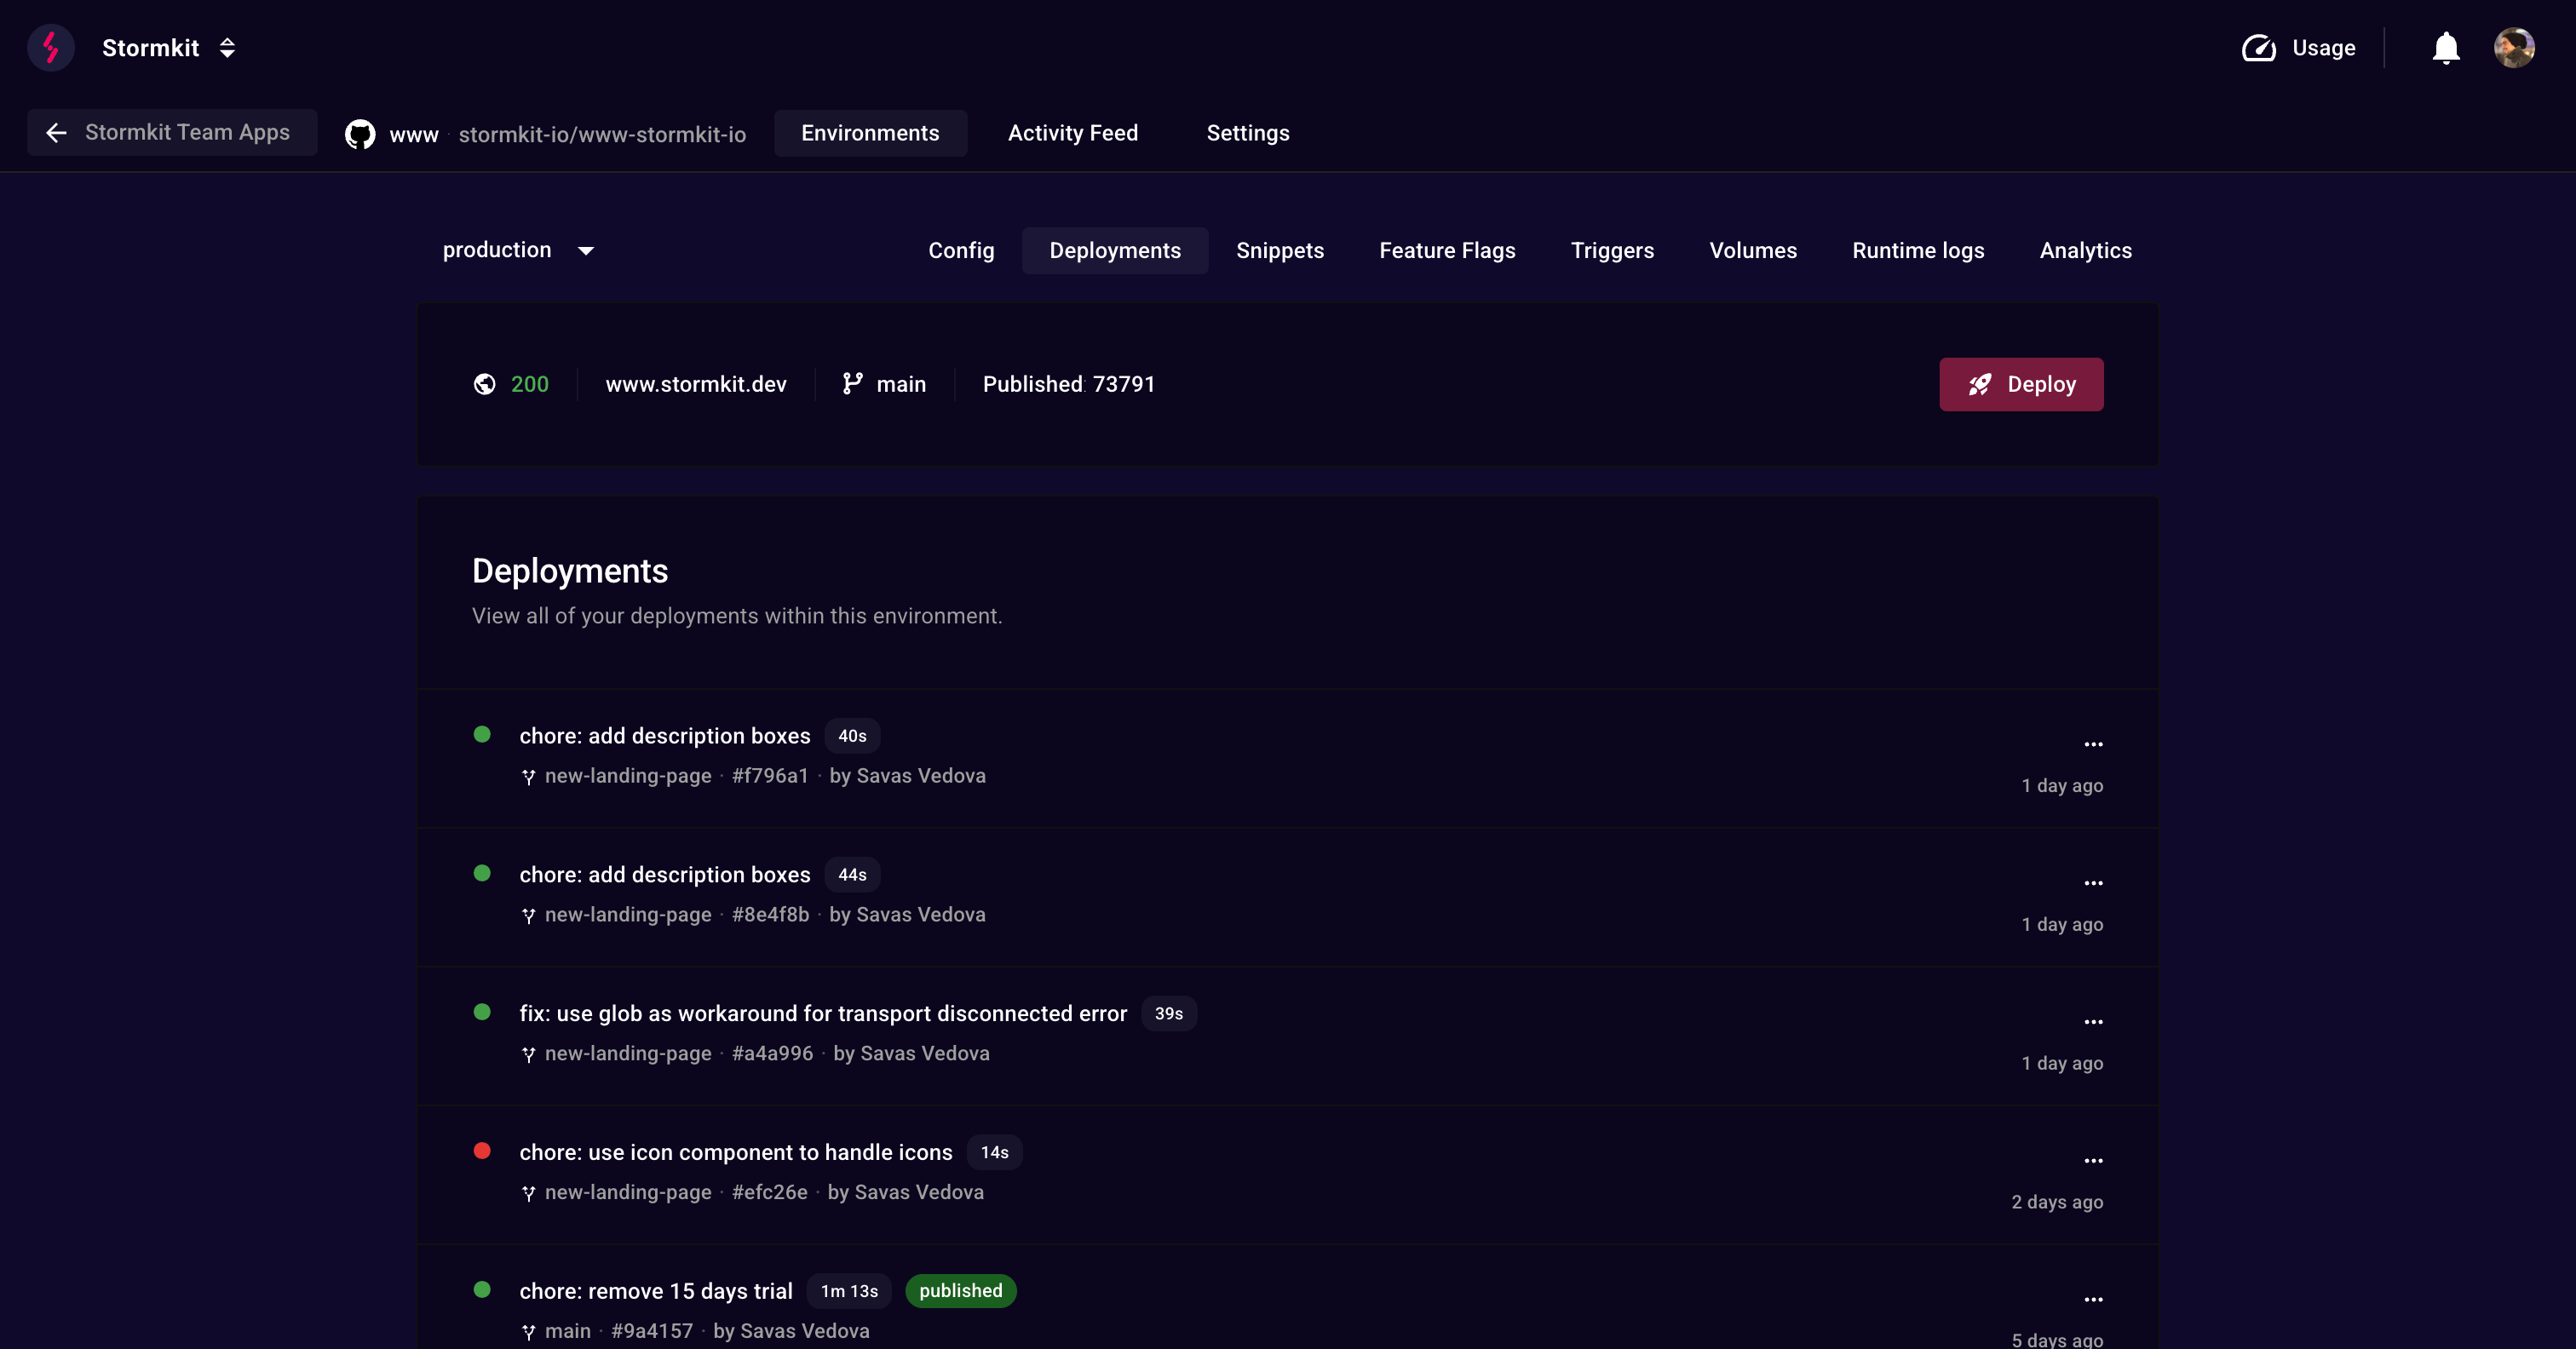 Stormkit
Usage
Stormkit Team Apps
www · stormkit-io/www-stormkit-io
Environments
Activity Feed
Settings
production
Config
Deployments
Snippets
Feature Flags
Triggers
Volumes
Runtime logs
Analytics
200
www.stormkit.dev
main
Published: 73791
Deploy
Deployments
View all of your deployments within this environment.
chore: add description boxes 40s
new-landing-page · #f796a1 · by Savas Vedova
1 day ago
chore: add description boxes 44s
new-landing-page · #8e4f8b · by Savas Vedova
1 day ago
fix: use glob as workaround for transport disconnected error 39s
new-landing-page · #a4a996 · by Savas Vedova
1 day ago
chore: use icon component to handle icons 14s
new-landing-page · #efc26e · by Savas Vedova
2 days ago
chore: remove 15 days trial 1m 13s published
main · #9a4157 · by Savas Vedova
5 days ago